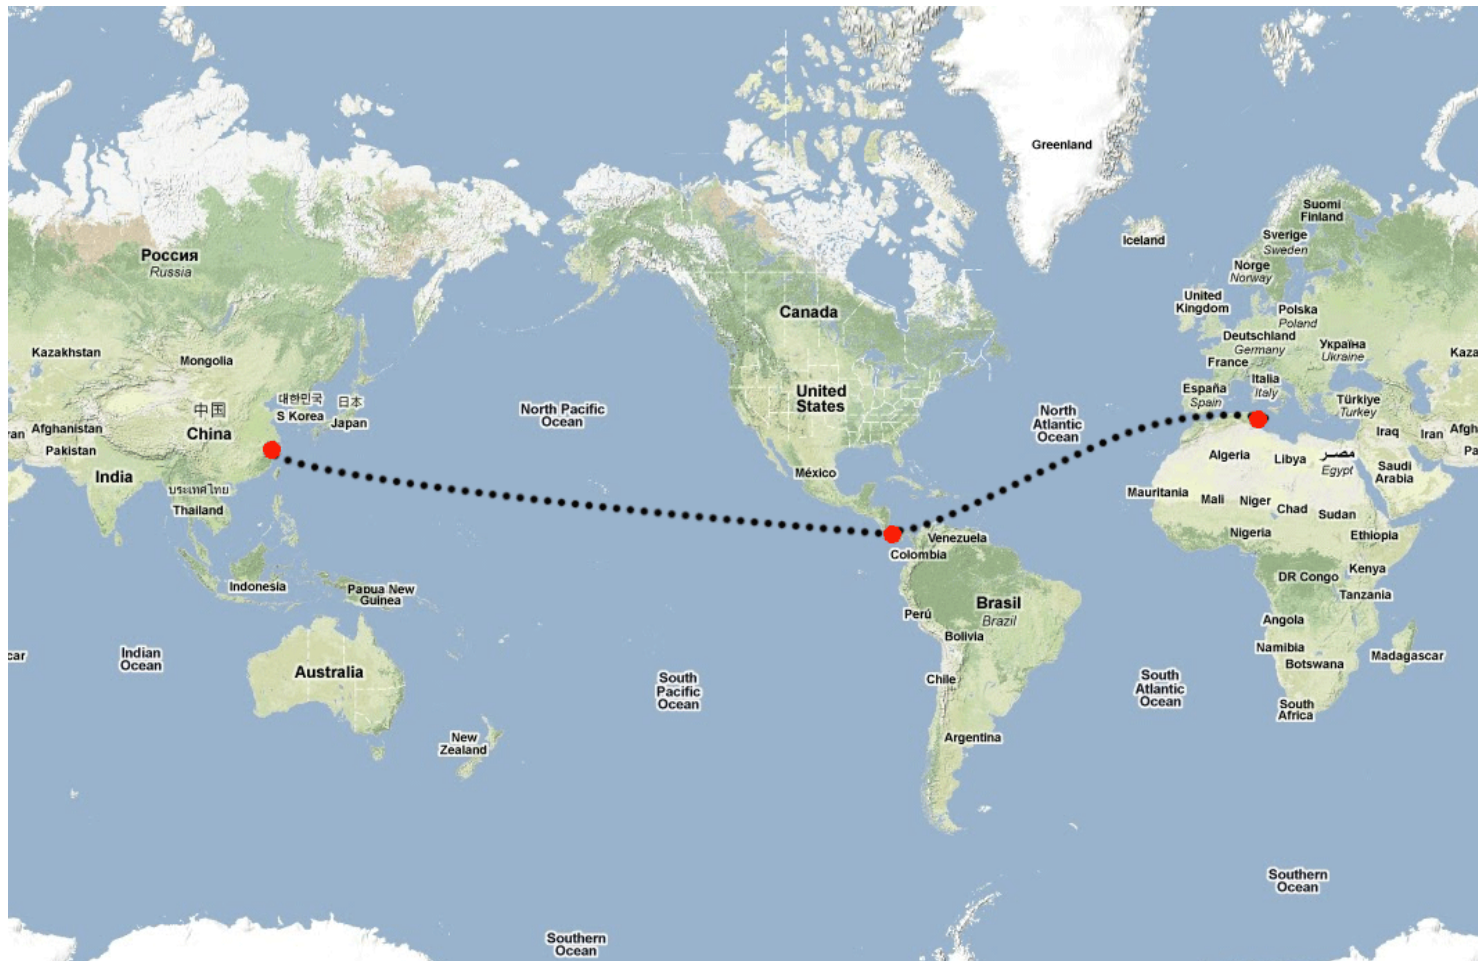 Greenland
Suomi
Finland
Sverige
Sweden
Iceland
Россия
Russia
Norge
Norway
United
Kingdom
Canada
Polska
Poland
Deutschland
Germany
Україна
Ukraine
France
Kazakhstan
Mongolia
Kaza
Italia
Italy
España
Spain
United
States
대한민국
S Korea
日本
Japan
Türkiye
Turkey
中国
China
North Pacific
Ocean
North
Atlantic
Ocean
an
Afghanistan
Pakistan
Iraq
Iran
Afgh
Pa
India
México
Algeria
Libya
مصر
Egypt
Saudi
Arabia
ประเทศไทย
Thailand
Mauritania
Mali
Niger
Chad
Sudan
Venezuela
Nigeria
Ethiopia
Colombia
Indonesia
Papua New
Guinea
DR Congo
Kenya
Tanzania
Perú
Brasil
Brazil
Angola
Bolivia
car
Indian
Ocean
Australia
Namibia
Botswana
Madagascar
Chile
South
Pacific
Ocean
South
Atlantic
Ocean
South
Africa
New
Zealand
Argentina
Southern
Ocean
Southern
Ocean